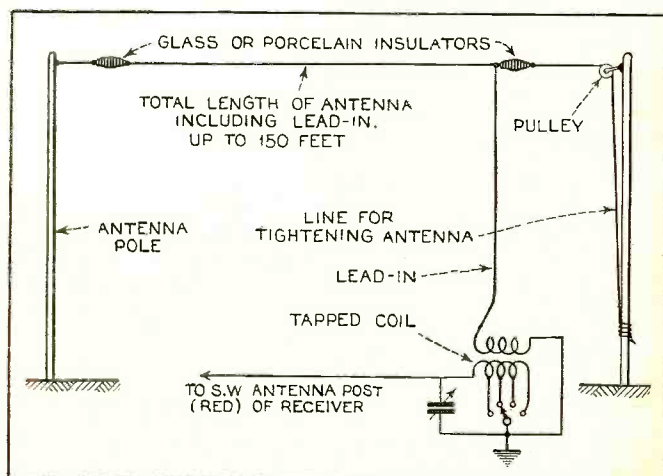 GLASS OR PORCELAIN INSULATORS
TOTAL LENGTH OF ANTENNA
INCLUDING LEAD-IN.
UP TO 150 FEET
PULLEY
ANTENNA
POLE
LINE FOR
TIGHTENING ANTENNA
LEAD-IN
TAPPED COIL
TO S.W ANTENNA POST
(RED) OF RECEIVER